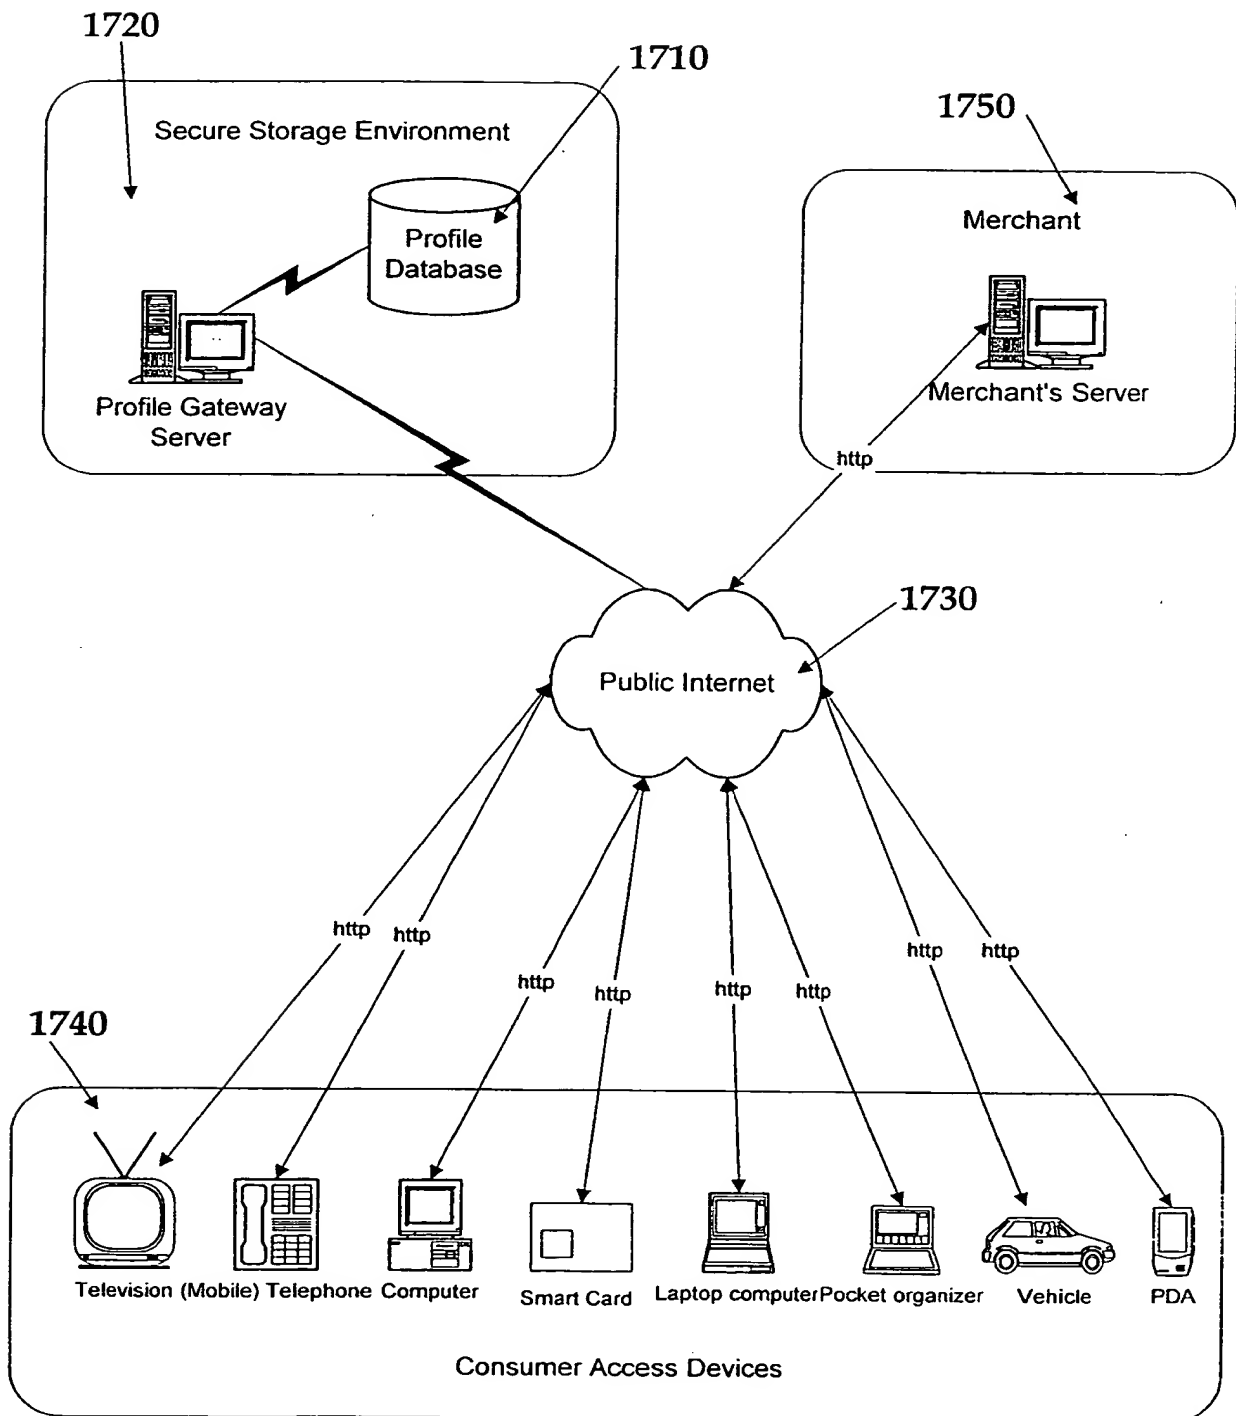 1720
1710
1750
Secure Storage Environment
Merchant
Profile
Database
Profile Gateway
Server
Merchant's Server
http
1730
Public Internet
http
http
http
http
http
http
http
http
1740
Television
(Mobile) Telephone
Computer
Smart Card
Laptop computer
Pocket organizer
Vehicle
PDA
Consumer Access Devices